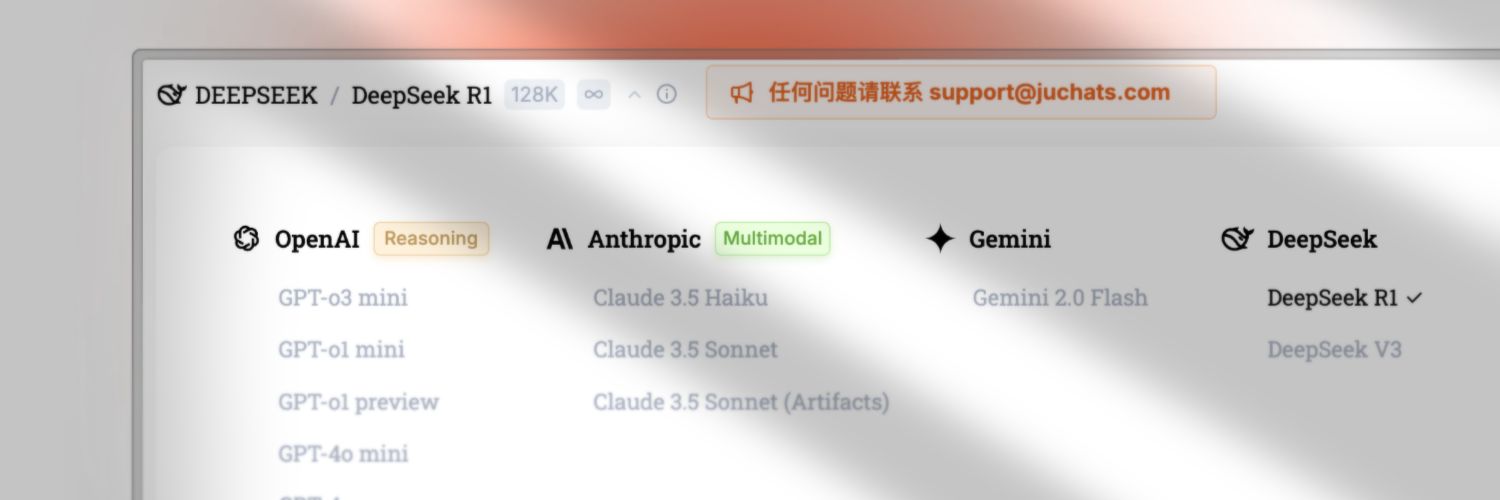 DEEPSEEK / DeepSeek R1 128K ∞
任何问题请联系 support@juchats.com
OpenAI Reasoning
GPT-o3 mini
GPT-o1 mini
GPT-o1 preview
GPT-4o mini
Anthropic Multimodal
Claude 3.5 Haiku
Claude 3.5 Sonnet
Claude 3.5 Sonnet (Artifacts)
Gemini
Gemini 2.0 Flash
DeepSeek
DeepSeek R1
DeepSeek V3